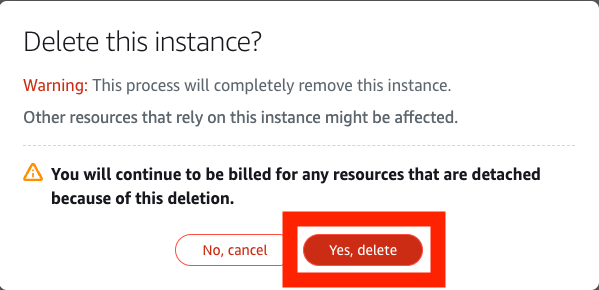 Delete this instance?
Warning: This process will completely remove this instance.
Other resources that rely on this instance might be affected.
You will continue to be billed for any resources that are detached
because of this deletion.
No, cancel
Yes, delete